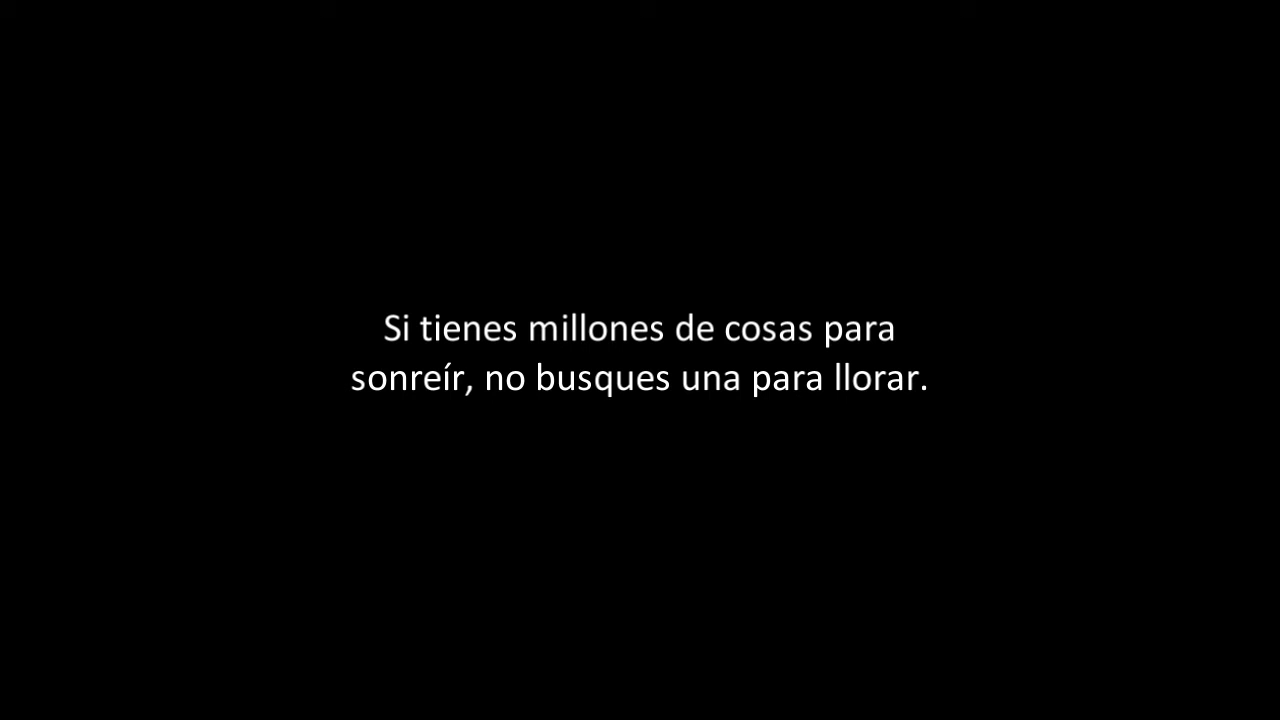 Si tienes millones de cosas para
sonreír, no busques una para llorar.